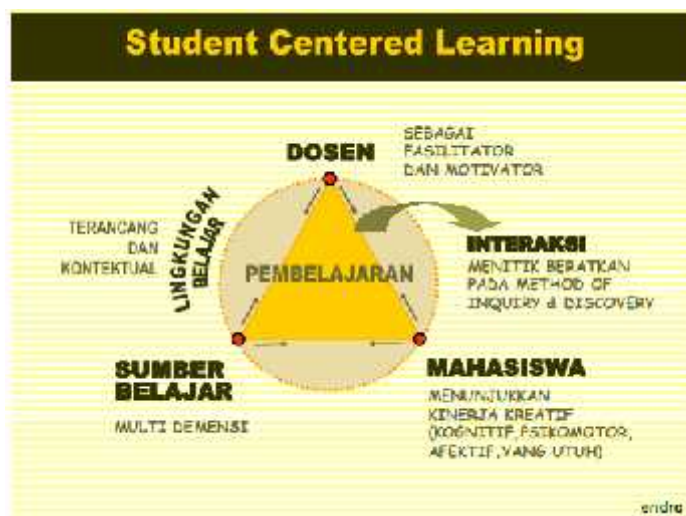 Student Centered Learning
DOSEN
SEBAGAI
FASILITATOR
DAN MOTIVATOR
LINGKUNGAN
BELAJAR
TERANCANG
DAN
KONTEKTUAL
PEMBELAJARAN
INTERAKSI
MENITIK BERATKAN
PADA METHOD OF
INQUIRY & DISCOVERY
SUMBER
BELAJAR
MULTI DEMENSI
MAHASISWA
MENUNJUKKAN
KINERJA KREATIF
(KOGNITIF,PSIKOMOTOR,
AFEKTIF,YANG UTUH)
endro